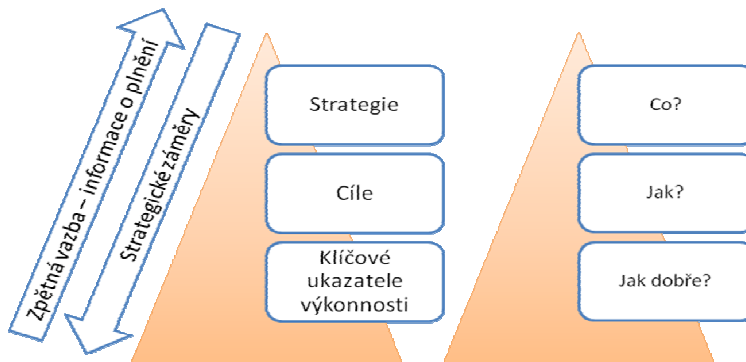 Zpětná vazba – informace o plnění
Strategické záměry
Strategie
Cíle
Klíčové
ukazatele
výkonnosti
Co?
Jak?
Jak dobře?